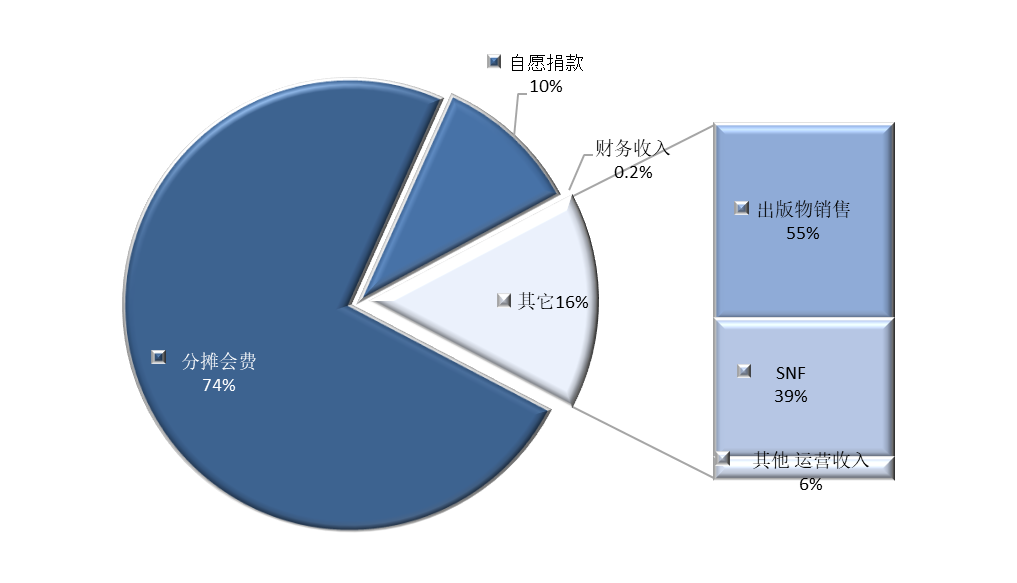 自愿捐款
10%
财务收入
0.2%
出版物销售
55%
其它16%
分摊会费
74%
SNF
39%
其他 运营收入
6%